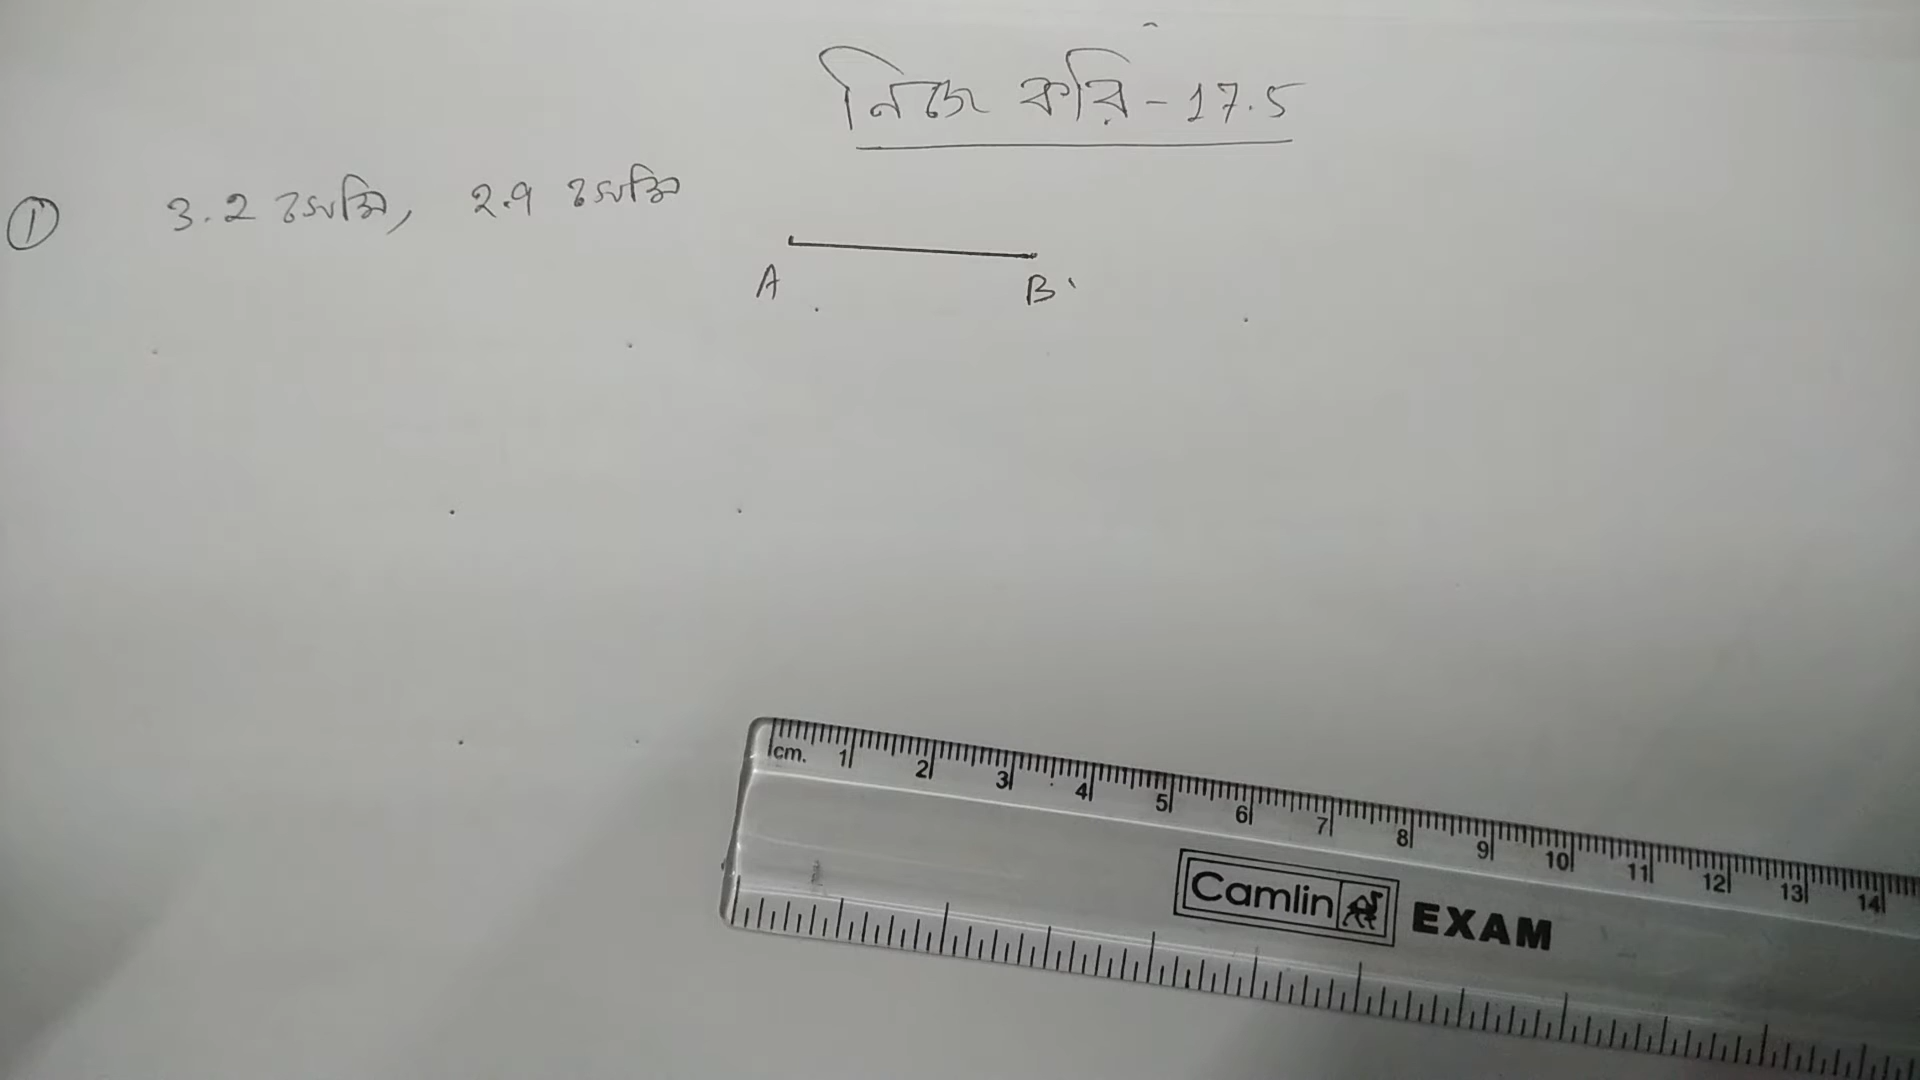 নিজে করি - 17.5
① 3.2 সেমি, 2.9 সেমি
A B
cm. 1 2 3 4 5 6 7 8 9 10 11 12 13 14
Camlin EXAM